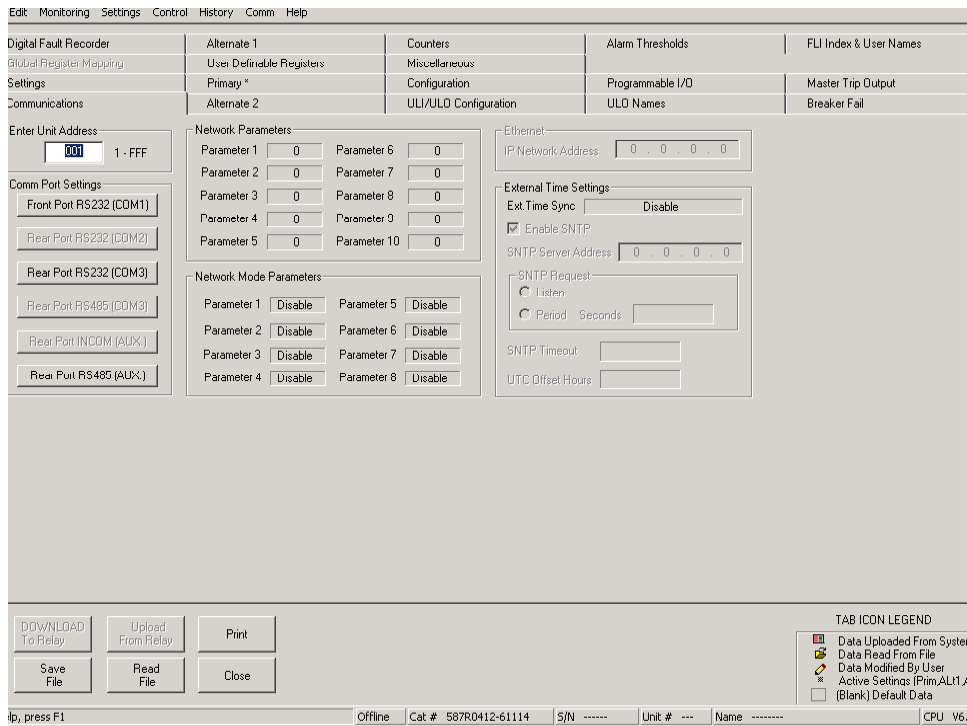 Edit Monitoring Settings Control History Comm Help
Digital Fault Recorder Alternate 1 Counters Alarm Thresholds FLI Index & User Names
Global Register Mapping User Definable Registers Miscellaneous
Settings Primary * Configuration Programmable I/O Master Trip Output
Communications Alternate 2 ULI/ULO Configuration ULO Names Breaker Fail
Enter Unit Address
001 1 - FFF
Comm Port Settings
Front Port RS232 (COM1)
Rear Port RS232 (COM2)
Rear Port RS232 (COM3)
Rear Port RS485 (COM3)
Rear Port INCOM (AUX.)
Rear Port RS485 (AUX.)
Network Parameters
Parameter 1 0 Parameter 6 0
Parameter 2 0 Parameter 7 0
Parameter 3 0 Parameter 8 0
Parameter 4 0 Parameter 9 0
Parameter 5 0 Parameter 10 0
Network Mode Parameters
Parameter 1 Disable Parameter 5 Disable
Parameter 2 Disable Parameter 6 Disable
Parameter 3 Disable Parameter 7 Disable
Parameter 4 Disable Parameter 8 Disable
Ethernet
IP Network Address 0 . 0 . 0 . 0
External Time Settings
Ext.Time Sync Disable
Enable SNTP
SNTP Server Address 0 . 0 . 0 . 0
SNTP Request
Listen
Period Seconds
SNTP Timeout
UTC Offset Hours
DOWNLOAD To Relay
Upload From Relay
Print
Save File
Read File
Close
TAB ICON LEGEND
Data Uploaded From System
Data Read From File
Data Modified By User
* Active Settings (Prim,ALt1,A
(Blank) Default Data
elp, press F1 Offline Cat # 587R0412-61114 S/N ------ Unit # --- Name -------- CPU V6.